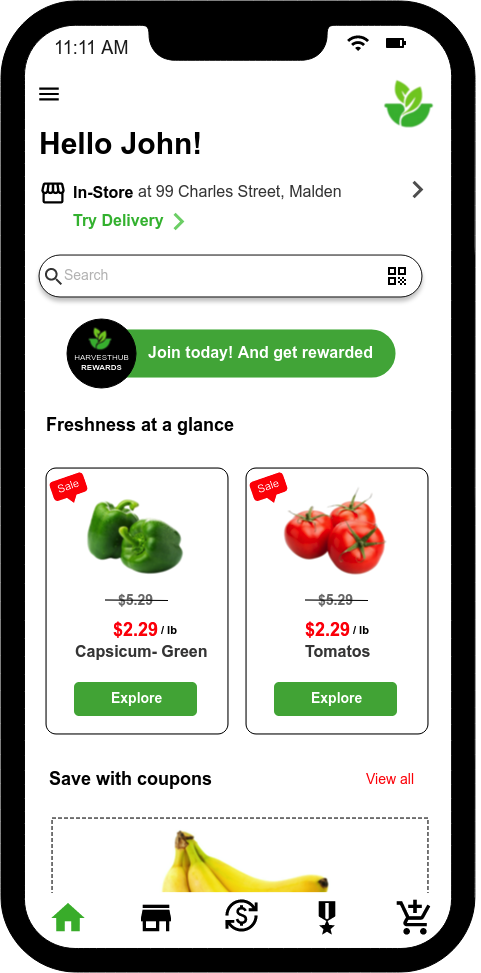 11:11 AM
Hello John!
In-Store at 99 Charles Street, Malden
Try Delivery
Search
HARVESTHUB
REWARDS
Join today! And get rewarded
Freshness at a glance
Sale
$5.29
$2.29 / lb
Capsicum- Green
Explore
Sale
$5.29
$2.29 / lb
Tomatos
Explore
Save with coupons
View all